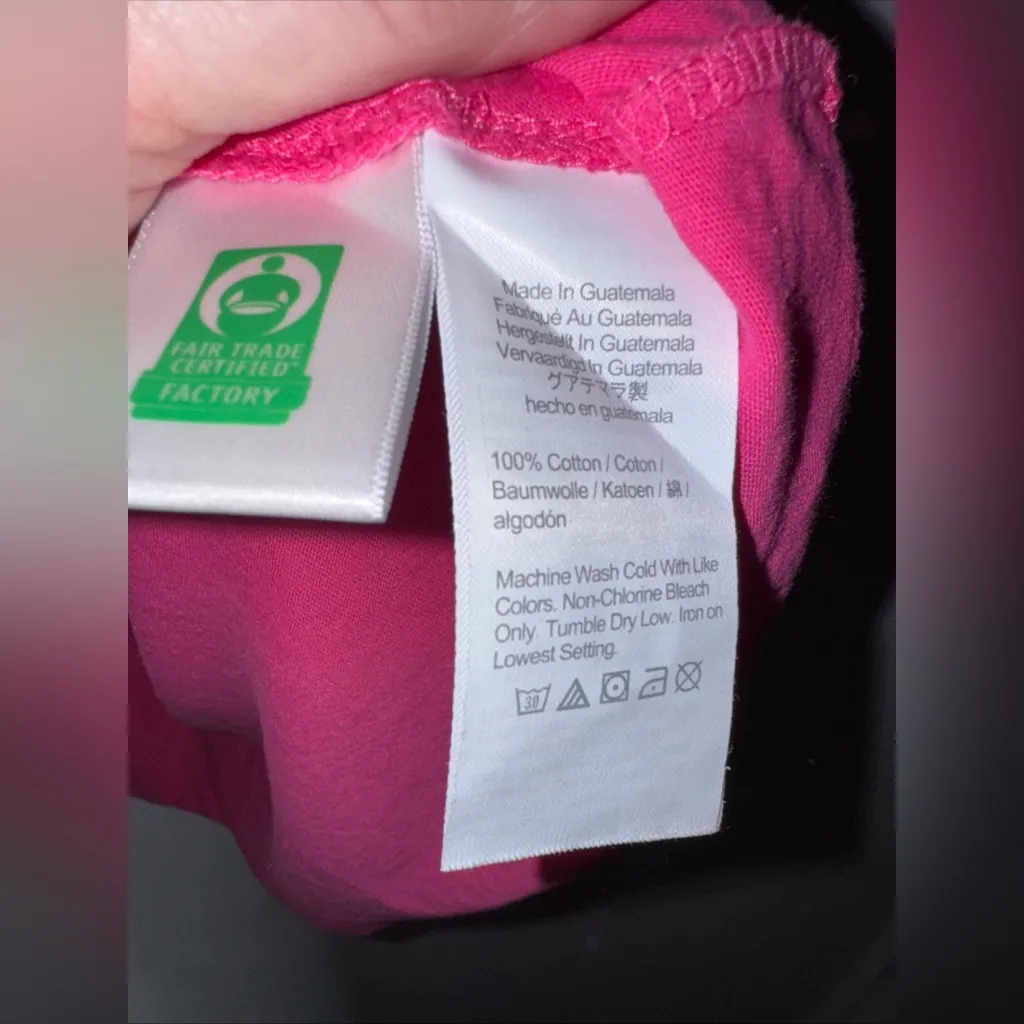 FAIR TRADE
CERTIFIED®
FACTORY
Made In Guatemala
Fabriqué Au Guatemala
Hergestellt In Guatemala
Vervaardigd In Guatemala
グアテマラ製
hecho en guatemala
100% Cotton / Coton /
Baumwolle / Katoen / 綿 /
algodón
Machine Wash Cold With Like
Colors. Non-Chlorine Bleach
Only. Tumble Dry Low. Iron on
Lowest Setting.
30